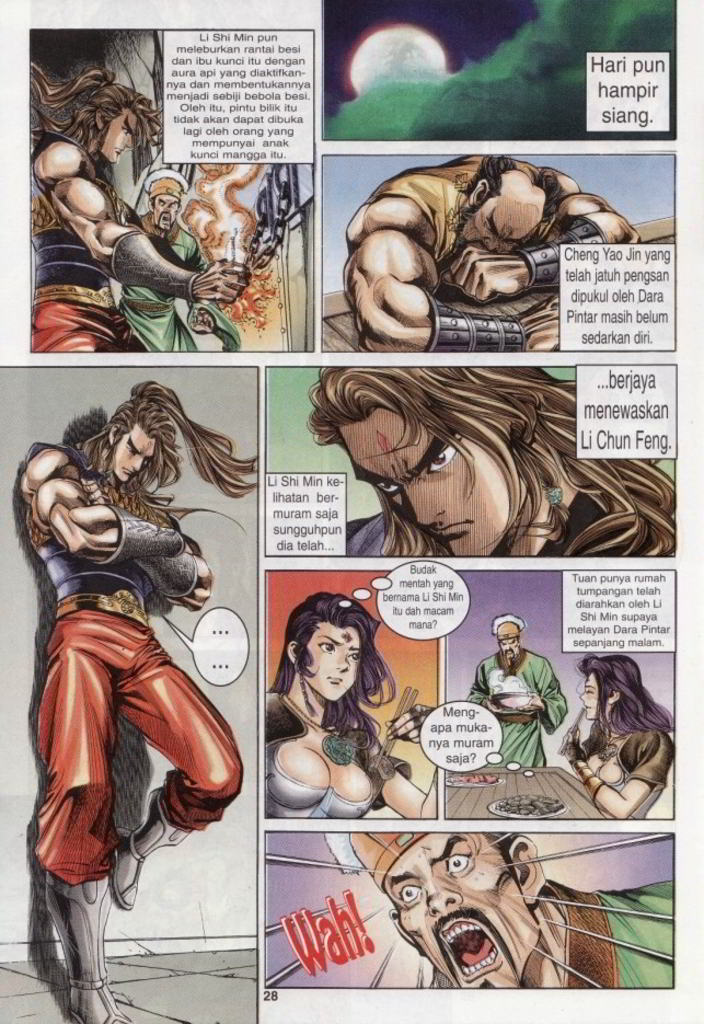 Li Shi Min pun
meleburkan rantai besi
dan ibu kunci itu dengan
aura api yang diaktifkan-
nya dan membentukannya
menjadi sebiji bebola besi.
Oleh itu, pintu bilik itu
tidak akan dapat dibuka
lagi oleh orang yang
mempunyai anak
kunci mangga itu.
Hari pun
hampir
siang.
Cheng Yao Jin yang
telah jatuh pengsan
dipukul oleh Dara
Pintar masih belum
sedarkan diri.
...
...
Li Shi Min ke-
lihatan ber-
muram saja
sungguhpun
dia telah...
...berjaya
menewaskan
Li Chun Feng.
Budak
mentah yang
bernama Li Shi Min
itu dah macam
mana?
Tuan punya rumah
tumpangan telah
diarahkan oleh Li
Shi Min supaya
melayan Dara Pintar
sepanjang malam.
Meng-
apa muka-
nya muram
saja?
Wah!
28